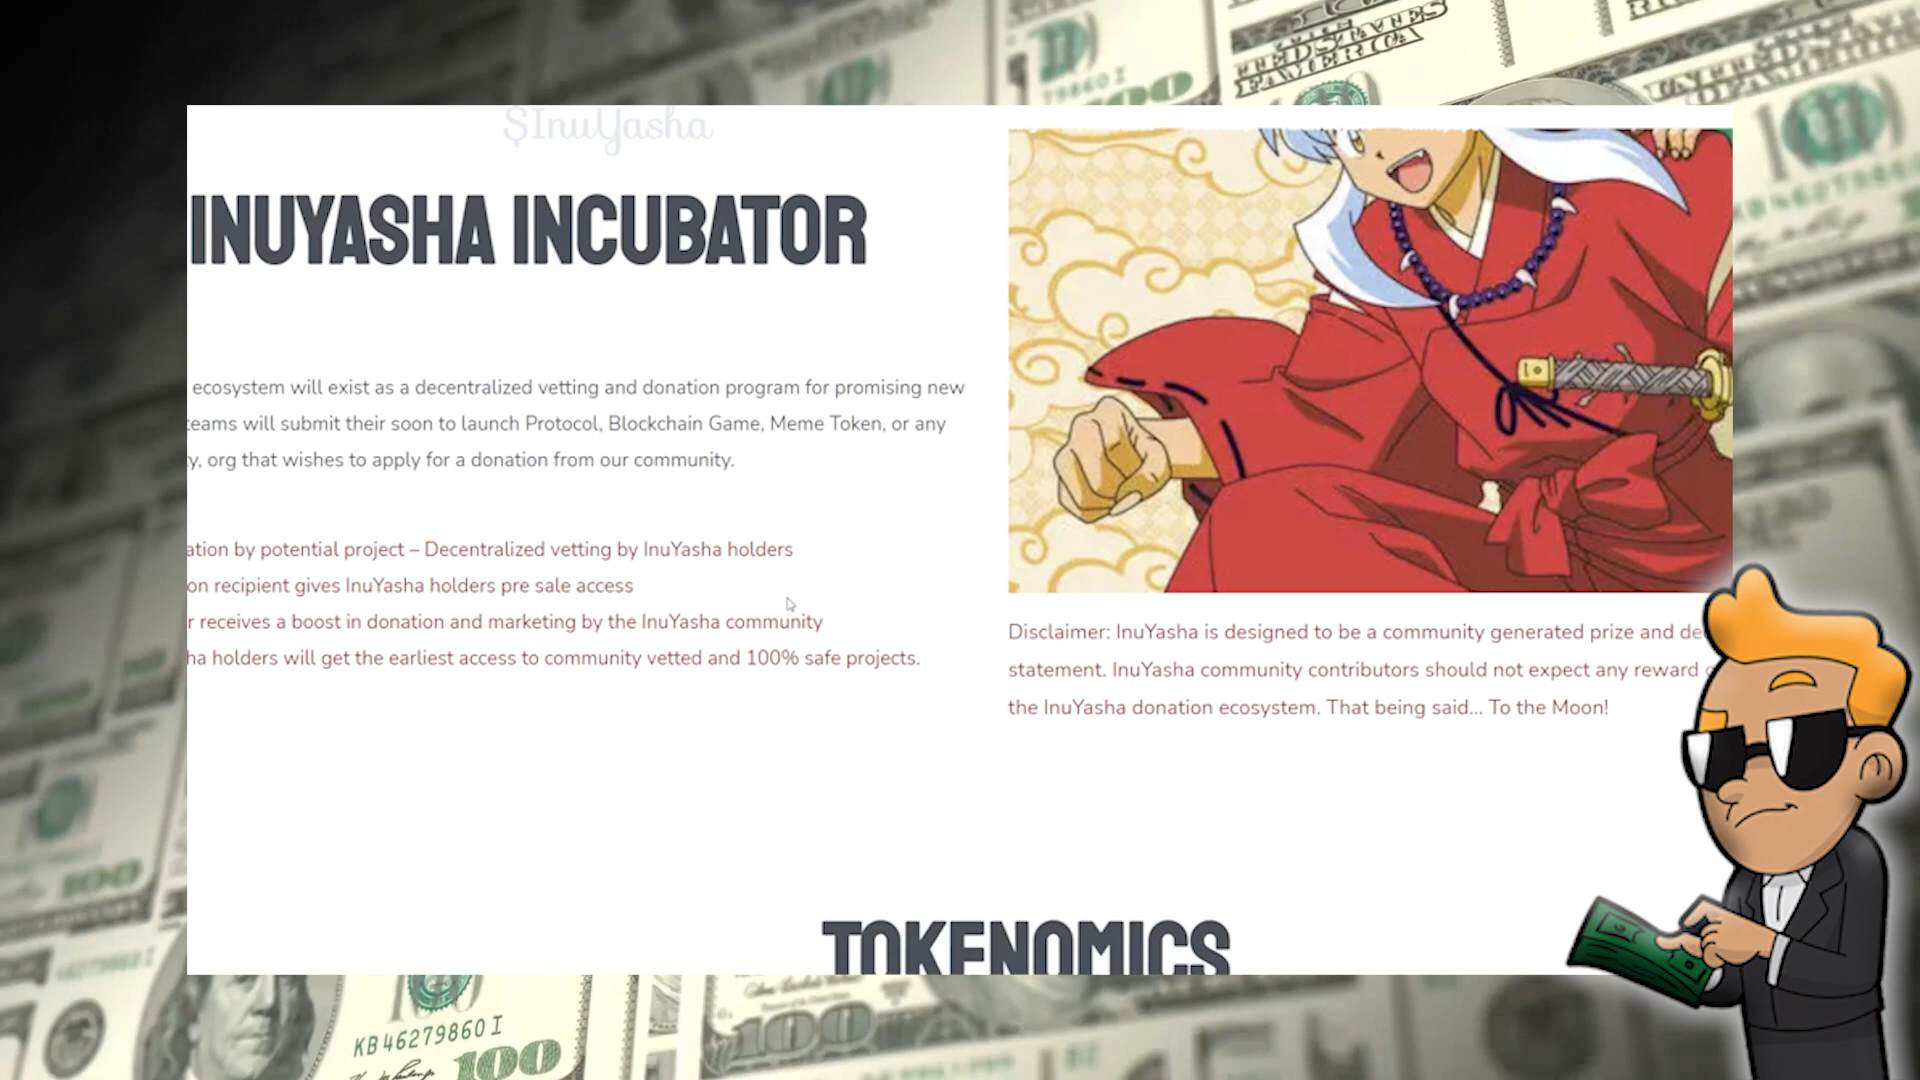 $InuYasha
INUYASHA INCUBATOR
ecosystem will exist as a decentralized vetting and donation program for promising new
teams will submit their soon to launch Protocol, Blockchain Game, Meme Token, or any
y, org that wishes to apply for a donation from our community.
ation by potential project – Decentralized vetting by InuYasha holders
on recipient gives InuYasha holders pre sale access
r receives a boost in donation and marketing by the InuYasha community
ha holders will get the earliest access to community vetted and 100% safe projects.
Disclaimer: InuYasha is designed to be a community generated prize and de
statement. InuYasha community contributors should not expect any reward
the InuYasha donation ecosystem. That being said... To the Moon!
TOKENOMICS
KB 46279860 I
100
100